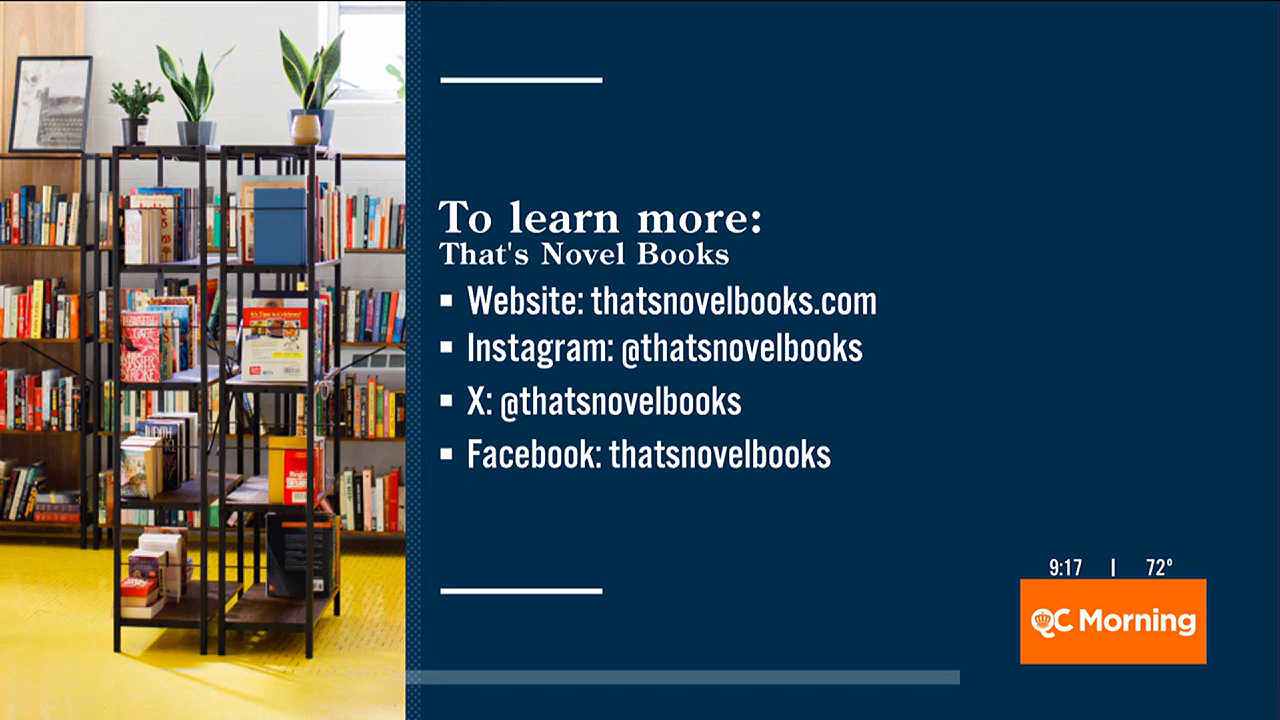 To learn more:
That's Novel Books
▪ Website: thatsnovelbooks.com
▪ Instagram: @thatsnovelbooks
▪ X: @thatsnovelbooks
▪ Facebook: thatsnovelbooks
9:17 | 72°
QC Morning